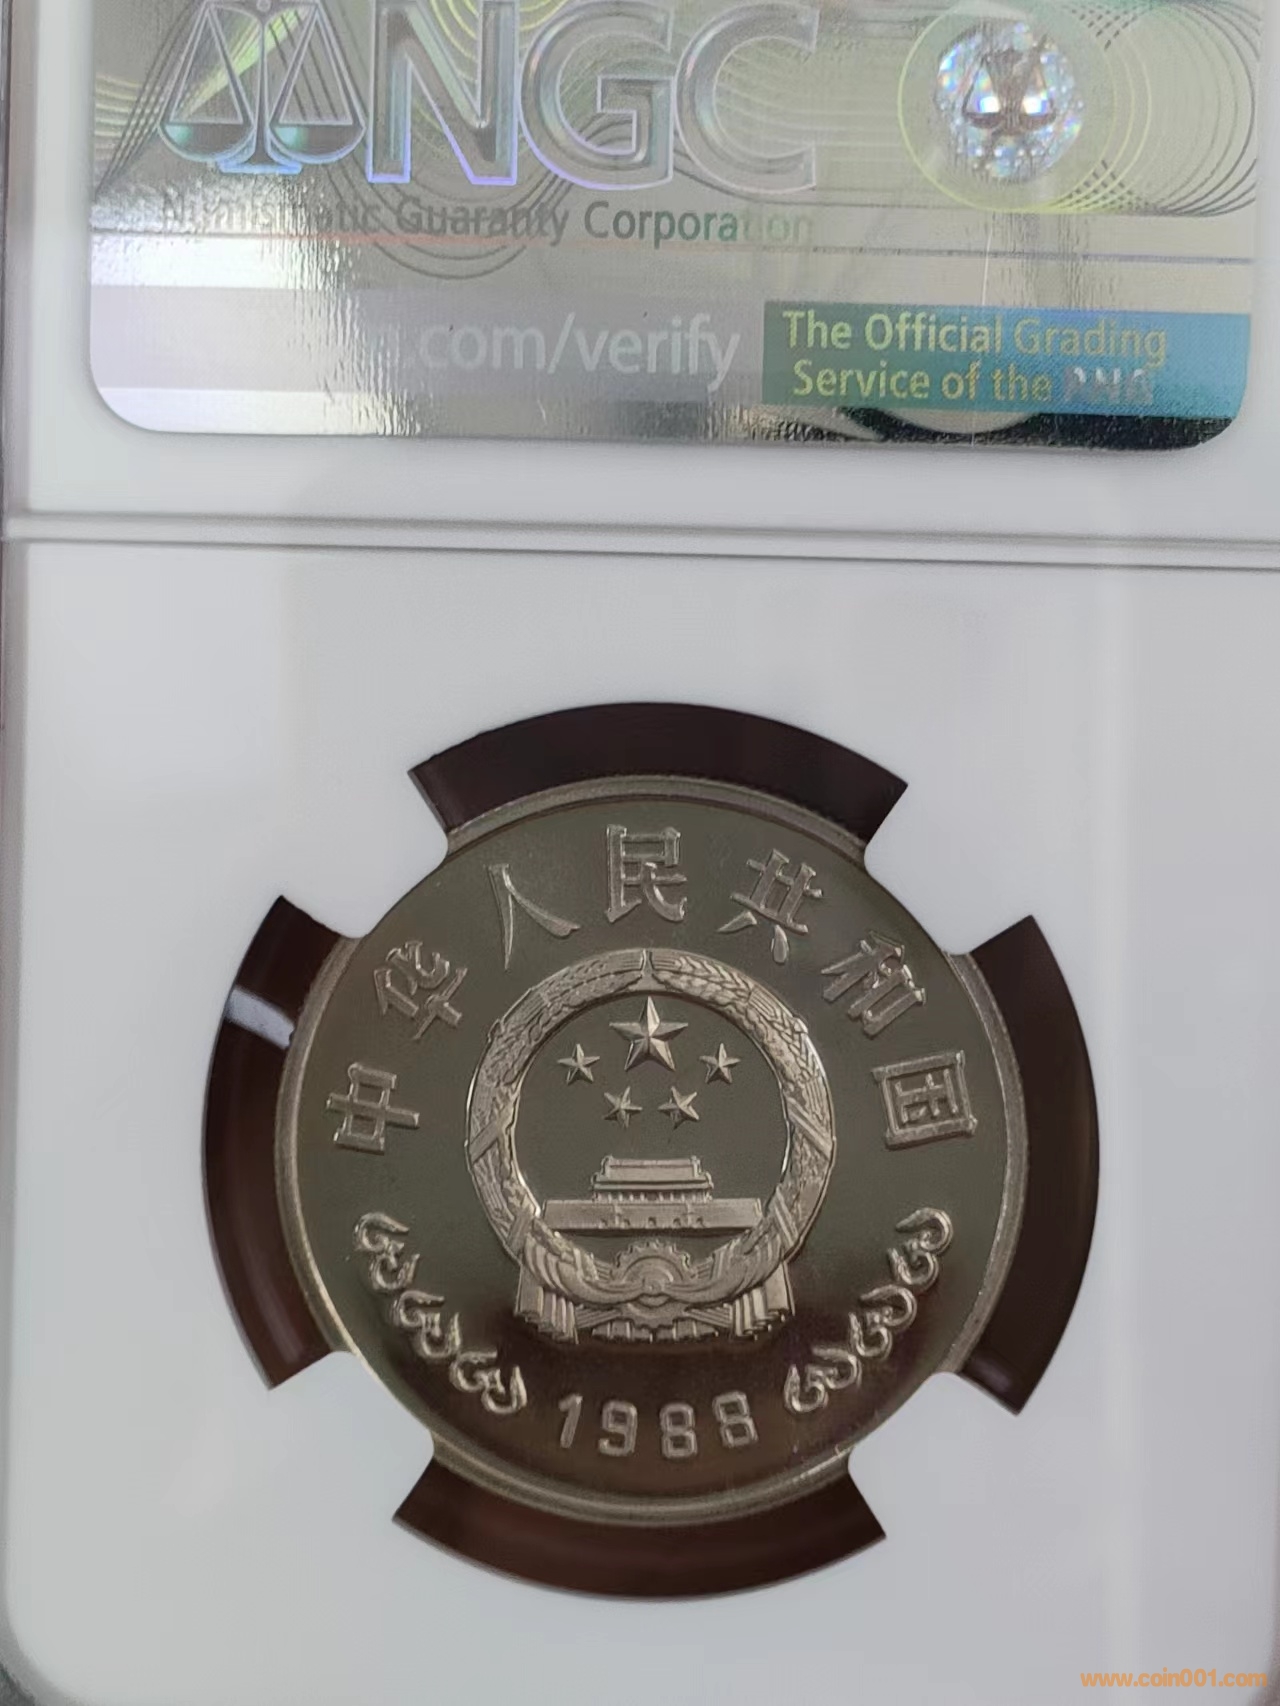 NGC
Numismatic Guaranty Corporation
.com/verify
The Official Grading
Service of the PNG
中华人民共和国
1988
www.coin001.com